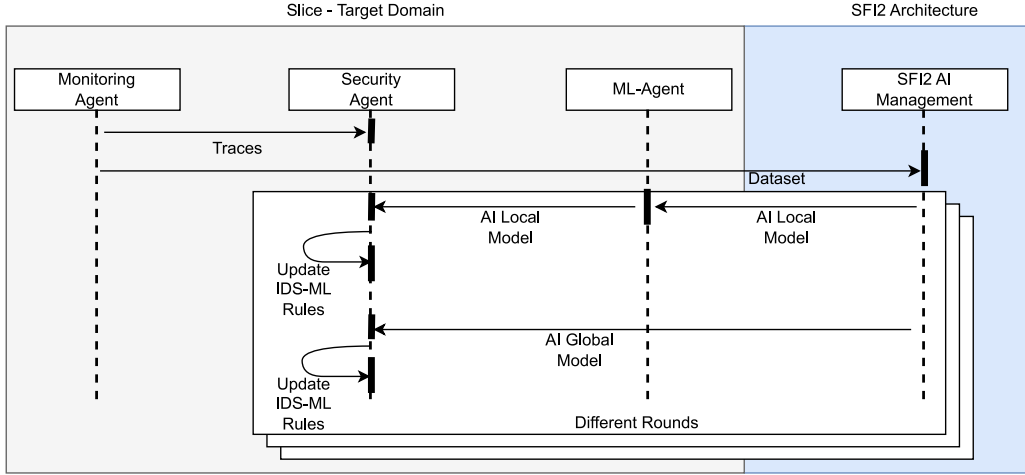 Slice - Target Domain
SFI2 Architecture
Monitoring
Agent
Security
Agent
ML-Agent
SFI2 AI
Management
Traces
Dataset
AI Local
Model
AI Local
Model
Update
IDS-ML
Rules
AI Global
Model
Update
IDS-ML
Rules
Different Rounds